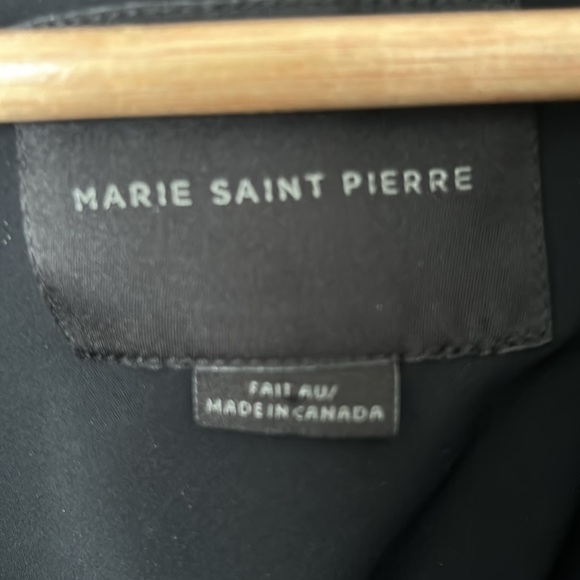 MARIE SAINT PIERRE
FAIT AU/
MADE IN CANADA